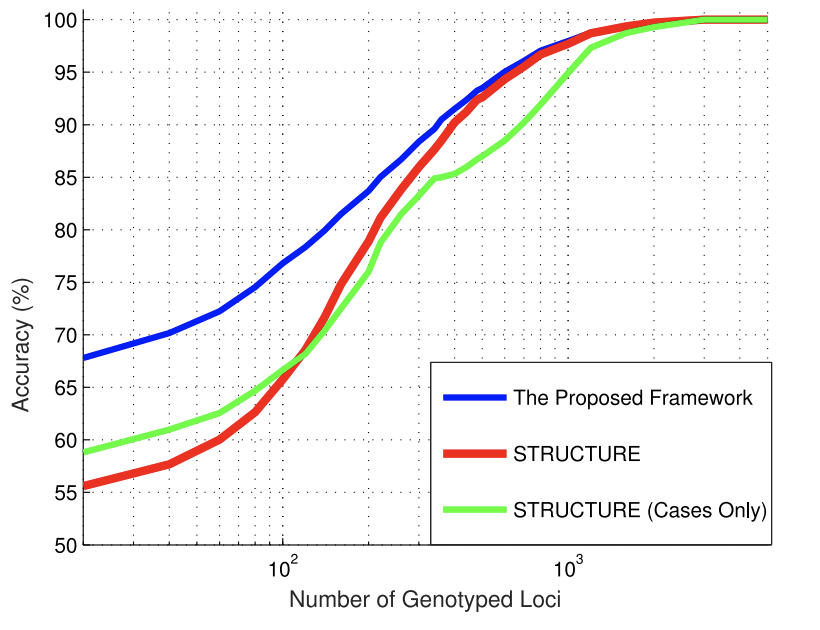 100
95
90
85
80
75
70
65
60
55
50
Accuracy (%)
10²
10³
Number of Genotyped Loci
The Proposed Framework
STRUCTURE
STRUCTURE (Cases Only)